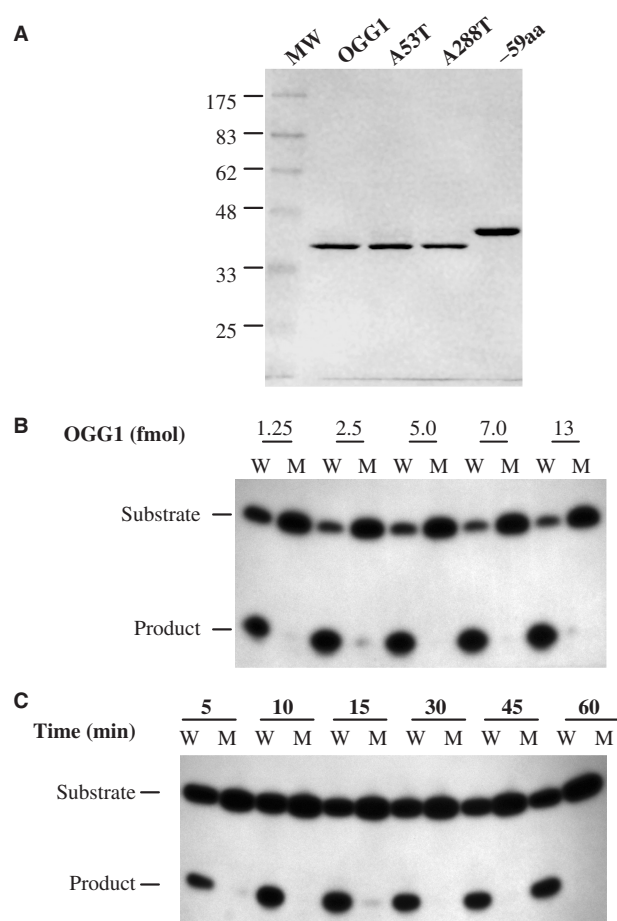 A
MW OGG1 A53T A288T –59aa
175
83
62
48
33
25
B
OGG1 (fmol) 1.25 2.5 5.0 7.0 13
W M W M W M W M W M
Substrate
Product
C
5 10 15 30 45 60
Time (min) W M W M W M W M W M W M
Substrate
Product